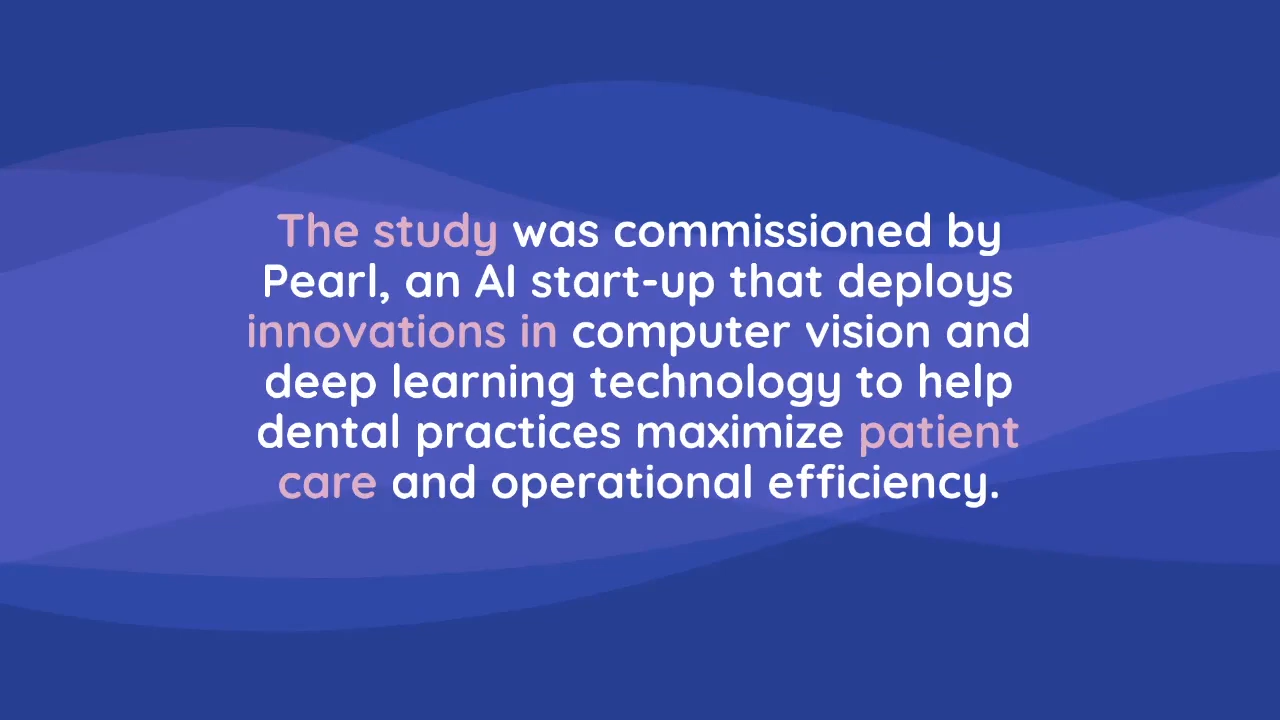 The study was commissioned by
Pearl, an AI start-up that deploys
innovations in computer vision and
deep learning technology to help
dental practices maximize patient
care and operational efficiency.